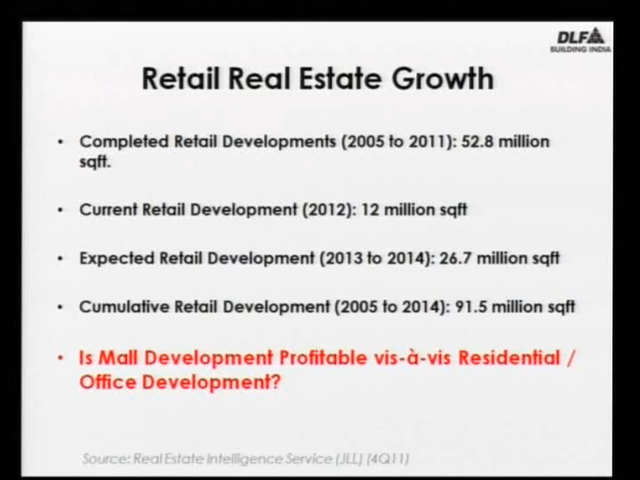 DLF
BUILDING INDIA
Retail Real Estate Growth
• Completed Retail Developments (2005 to 2011): 52.8 million
sqft.
• Current Retail Development (2012): 12 million sqft
• Expected Retail Development (2013 to 2014): 26.7 million sqft
• Cumulative Retail Development (2005 to 2014): 91.5 million sqft
• Is Mall Development Profitable vis-à-vis Residential /
Office Development?
Source: Real Estate Intelligence Service (JLL) (4Q11)